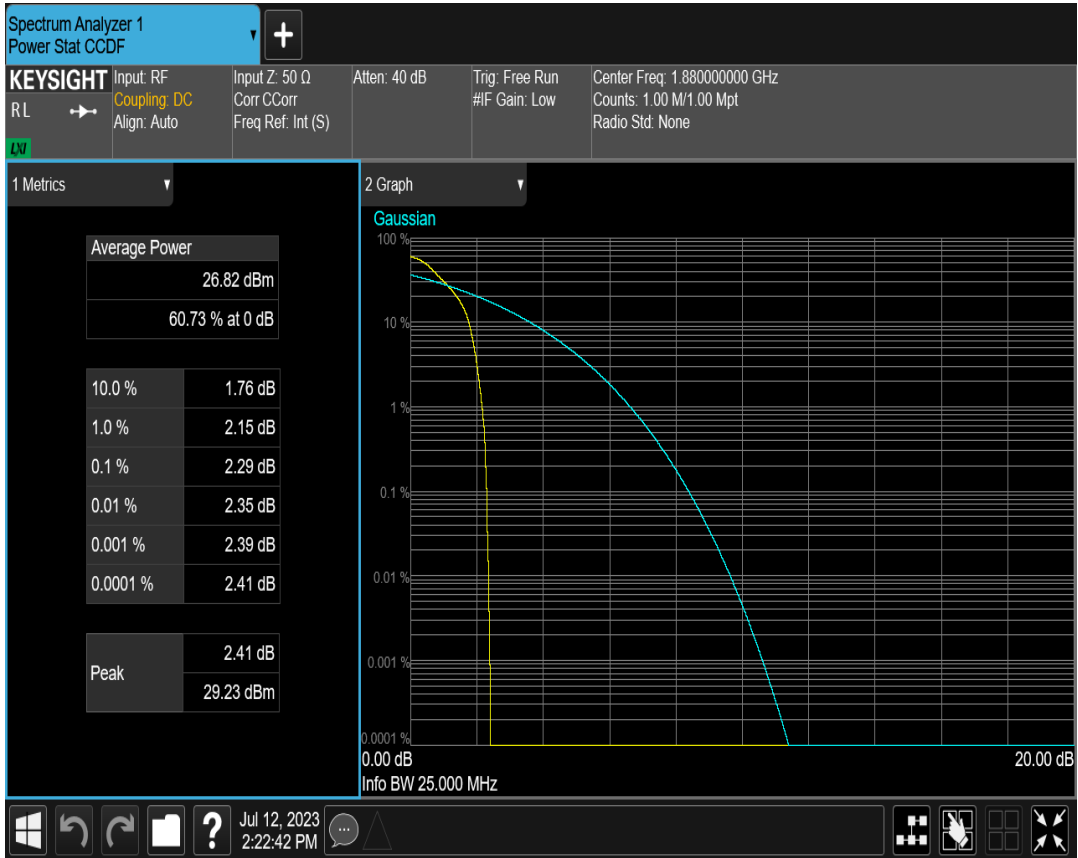 Spectrum Analyzer 1
Power Stat CCDF
KEYSIGHT
R L
LXI
Input: RF
Coupling: DC
Align: Auto
Input Z: 50 Ω
Corr CCorr
Freq Ref: Int (S)
Atten: 40 dB
Trig: Free Run
#IF Gain: Low
Center Freq: 1.880000000 GHz
Counts: 1.00 M/1.00 Mpt
Radio Std: None
1 Metrics
Average Power
26.82 dBm
60.73 % at 0 dB
10.0 % 1.76 dB
1.0 % 2.15 dB
0.1 % 2.29 dB
0.01 % 2.35 dB
0.001 % 2.39 dB
0.0001 % 2.41 dB
Peak
2.41 dB
29.23 dBm
2 Graph
Gaussian
100 %
10 %
1 %
0.1 %
0.01 %
0.001 %
0.0001 %
0.00 dB 20.00 dB
Info BW 25.000 MHz
?
Jul 12, 2023
2:22:42 PM